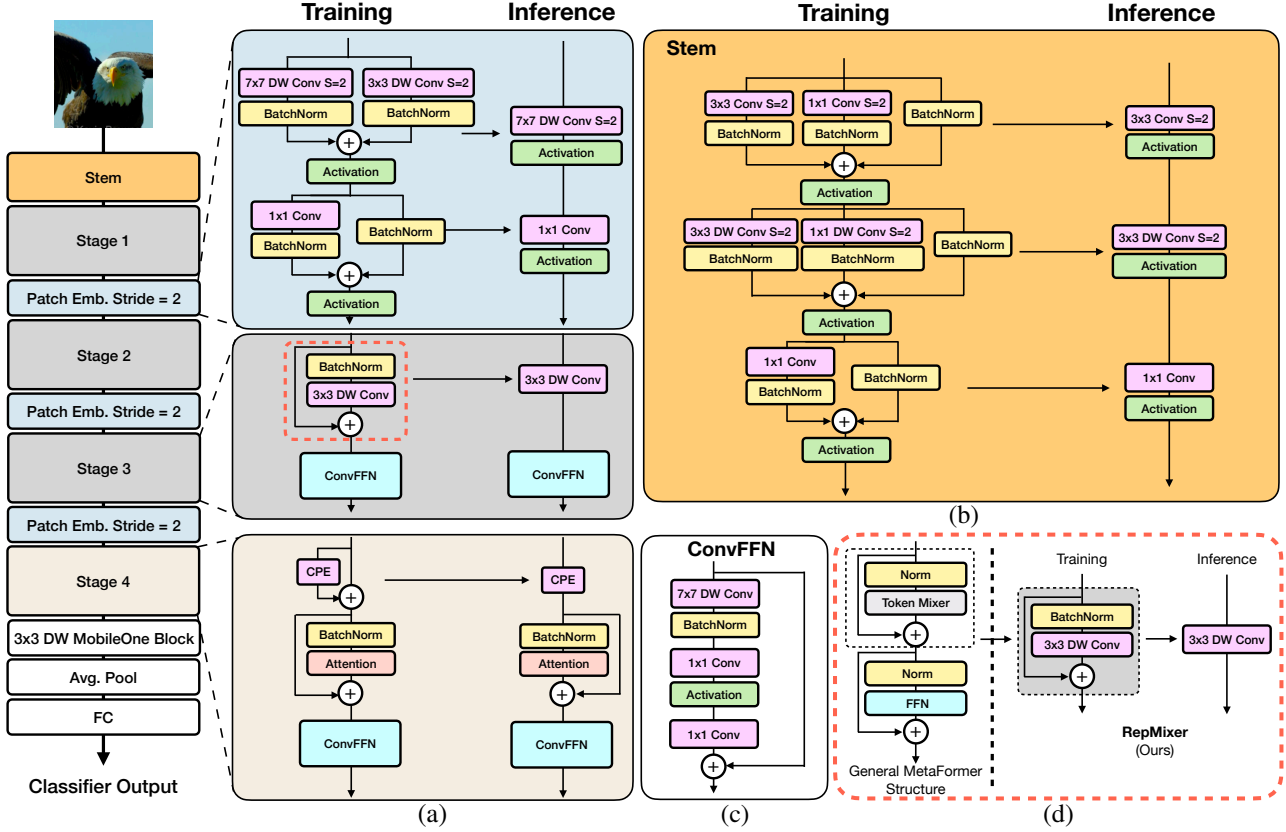 Training
Inference
Training
Inference
Stem
Stage 1
Patch Emb. Stride = 2
Stage 2
Patch Emb. Stride = 2
Stage 3
Patch Emb. Stride = 2
Stage 4
3x3 DW MobileOne Block
Avg. Pool
FC
Classifier Output
7x7 DW Conv S=2
3x3 DW Conv S=2
BatchNorm
BatchNorm
+
Activation
1x1 Conv
BatchNorm
BatchNorm
+
Activation
7x7 DW Conv S=2
Activation
1x1 Conv
Activation
BatchNorm
3x3 DW Conv
+
ConvFFN
3x3 DW Conv
ConvFFN
CPE
+
BatchNorm
Attention
+
ConvFFN
CPE
BatchNorm
Attention
+
ConvFFN
(a)
Stem
3x3 Conv S=2
1x1 Conv S=2
BatchNorm
BatchNorm
BatchNorm
+
Activation
3x3 DW Conv S=2
1x1 DW Conv S=2
BatchNorm
BatchNorm
BatchNorm
+
Activation
1x1 Conv
BatchNorm
BatchNorm
+
Activation
3x3 Conv S=2
Activation
3x3 DW Conv S=2
Activation
1x1 Conv
Activation
(b)
ConvFFN
7x7 DW Conv
BatchNorm
1x1 Conv
Activation
1x1 Conv
+
(c)
Norm
Token Mixer
+
Norm
FFN
+
General MetaFormer
Structure
Training
BatchNorm
3x3 DW Conv
+
Inference
3x3 DW Conv
RepMixer
(Ours)
(d)